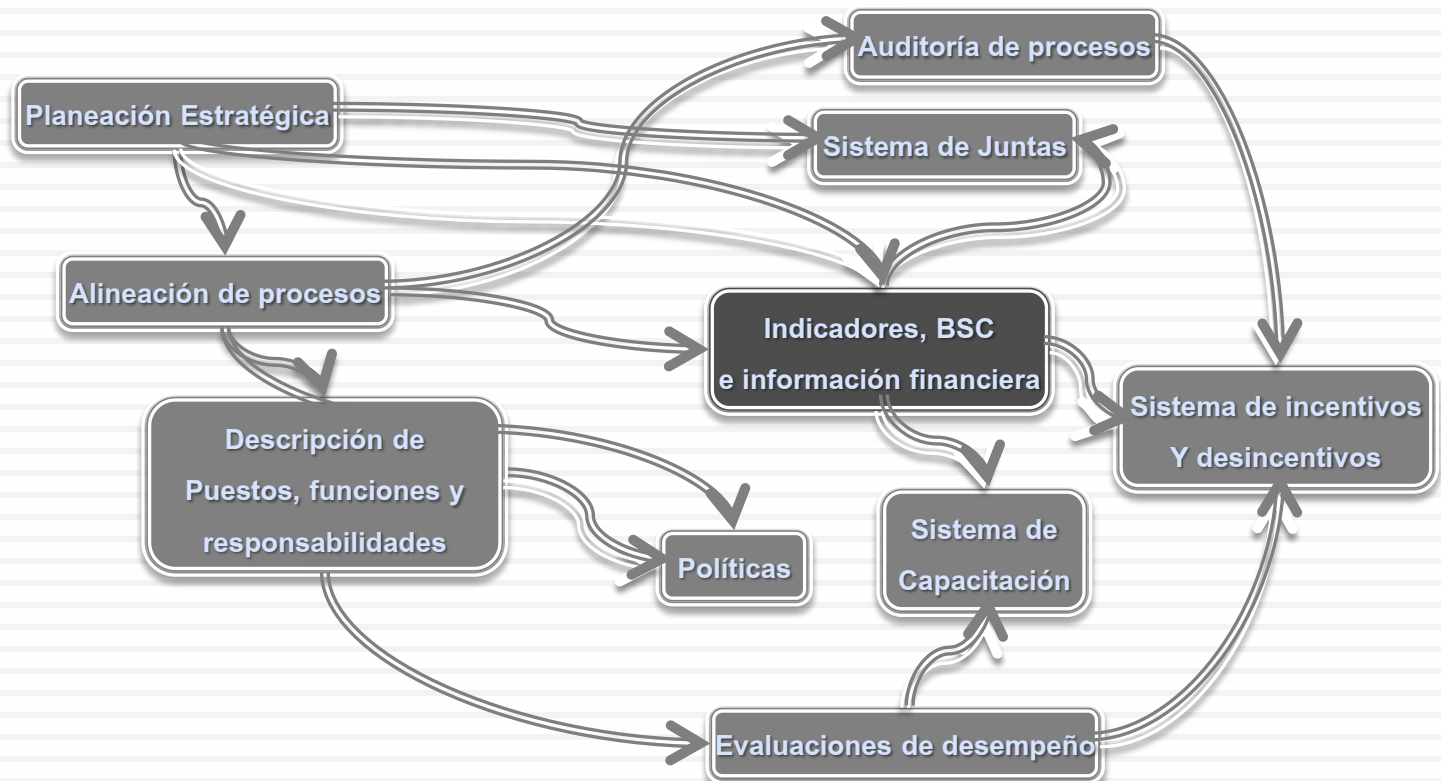 Auditoría de procesos
Planeación Estratégica
Sistema de Juntas
Alineación de procesos
Indicadores, BSC
e información financiera
Sistema de incentivos
Y desincentivos
Descripción de
Puestos, funciones y
responsabilidades
Políticas
Sistema de
Capacitación
Evaluaciones de desempeño